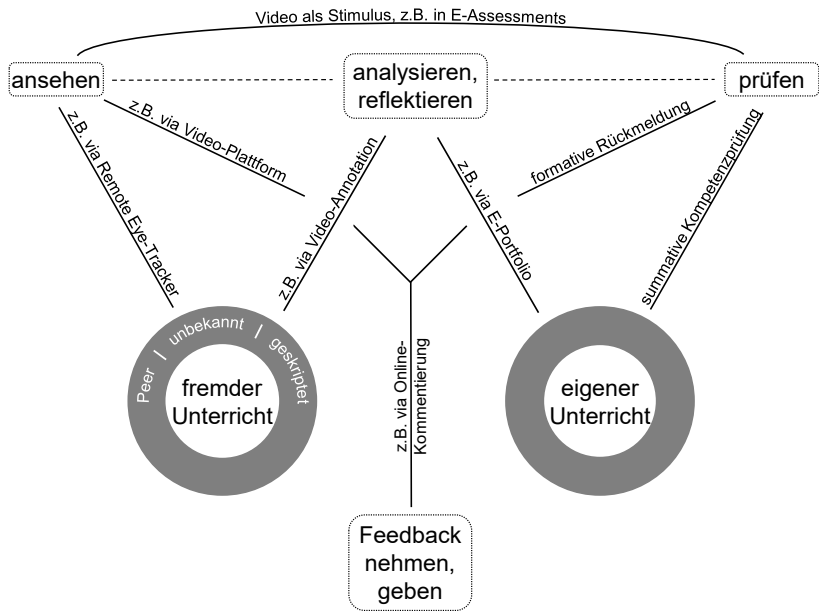 Video als Stimulus, z.B. in E-Assessments
ansehen
analysieren,
reflektieren
prüfen
z.B. via Video-Plattform
formative Rückmeldung
z.B. via Remote Eye-Tracker
z.B. via Video-Annotation
z.B. via E-Portfolio
summative Kompetenzprüfung
Peer | unbekannt | geskriptet
fremder
Unterricht
z.B. via Online-
Kommentierung
eigener
Unterricht
Feedback
nehmen,
geben